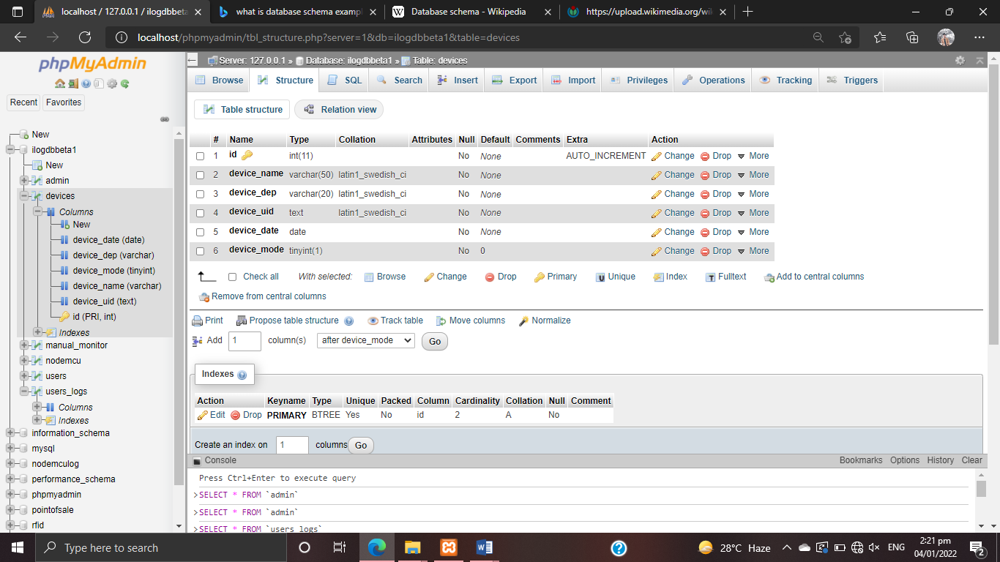 localhost / 127.0.0.1 / ilogdbbeta
what is database schema exampl
Database schema - Wikipedia
https://upload.wikimedia.org/wik
localhost/phpmyadmin/tbl_structure.php?server=1&db=ilogdbbeta1&table=devices
phpMyAdmin
Recent Favorites
New
ilogdbbeta1
New
admin
devices
Columns
New
device_date (date)
device_dep (varchar)
device_mode (tinyint)
device_name (varchar)
device_uid (text)
id (PRI, int)
Indexes
manual_monitor
nodemcu
users
users_logs
Columns
Indexes
information_schema
mysql
nodemculog
performance_schema
phpmyadmin
pointofsale
rfid
Server: 127.0.0.1 » Database: ilogdbbeta1 » Table: devices
Browse Structure SQL Search Insert Export Import Privileges Operations Tracking Triggers
Table structure Relation view
# Name Type Collation Attributes Null Default Comments Extra Action
1 id int(11) No None AUTO_INCREMENT Change Drop More
2 device_name varchar(50) latin1_swedish_ci No None Change Drop More
3 device_dep varchar(20) latin1_swedish_ci No None Change Drop More
4 device_uid text latin1_swedish_ci No None Change Drop More
5 device_date date No None Change Drop More
6 device_mode tinyint(1) No 0 Change Drop More
Check all With selected: Browse Change Drop Primary Unique Index Fulltext Add to central columns
Remove from central columns
Print Propose table structure Track table Move columns Normalize
Add 1 column(s) after device_mode Go
Indexes
Action Keyname Type Unique Packed Column Cardinality Collation Null Comment
Edit Drop PRIMARY BTREE Yes No id 2 A No
Create an index on 1 columns Go
Console Bookmarks Options History Clear
Press Ctrl+Enter to execute query
>SELECT * FROM `admin`
>SELECT * FROM `admin`
>SELECT * FROM `users_logs`
Type here to search
28°C Haze
ENG
2:21 pm
04/01/2022
2